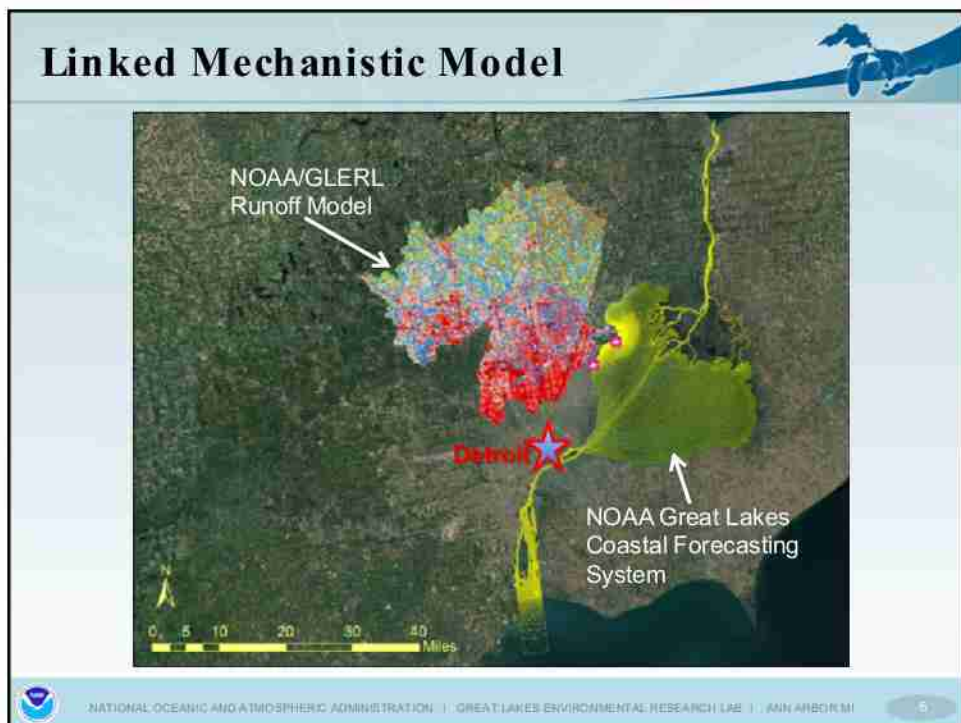 Linked Mechanistic Model
NOAA/GLERL
Runoff Model
Detroit
NOAA Great Lakes
Coastal Forecasting
System
N
0 5 10 20 30 40
Miles
NATIONAL OCEANIC AND ATMOSPHERIC ADMINISTRATION | GREAT LAKES ENVIRONMENTAL RESEARCH LAB | ANN ARBOR MI